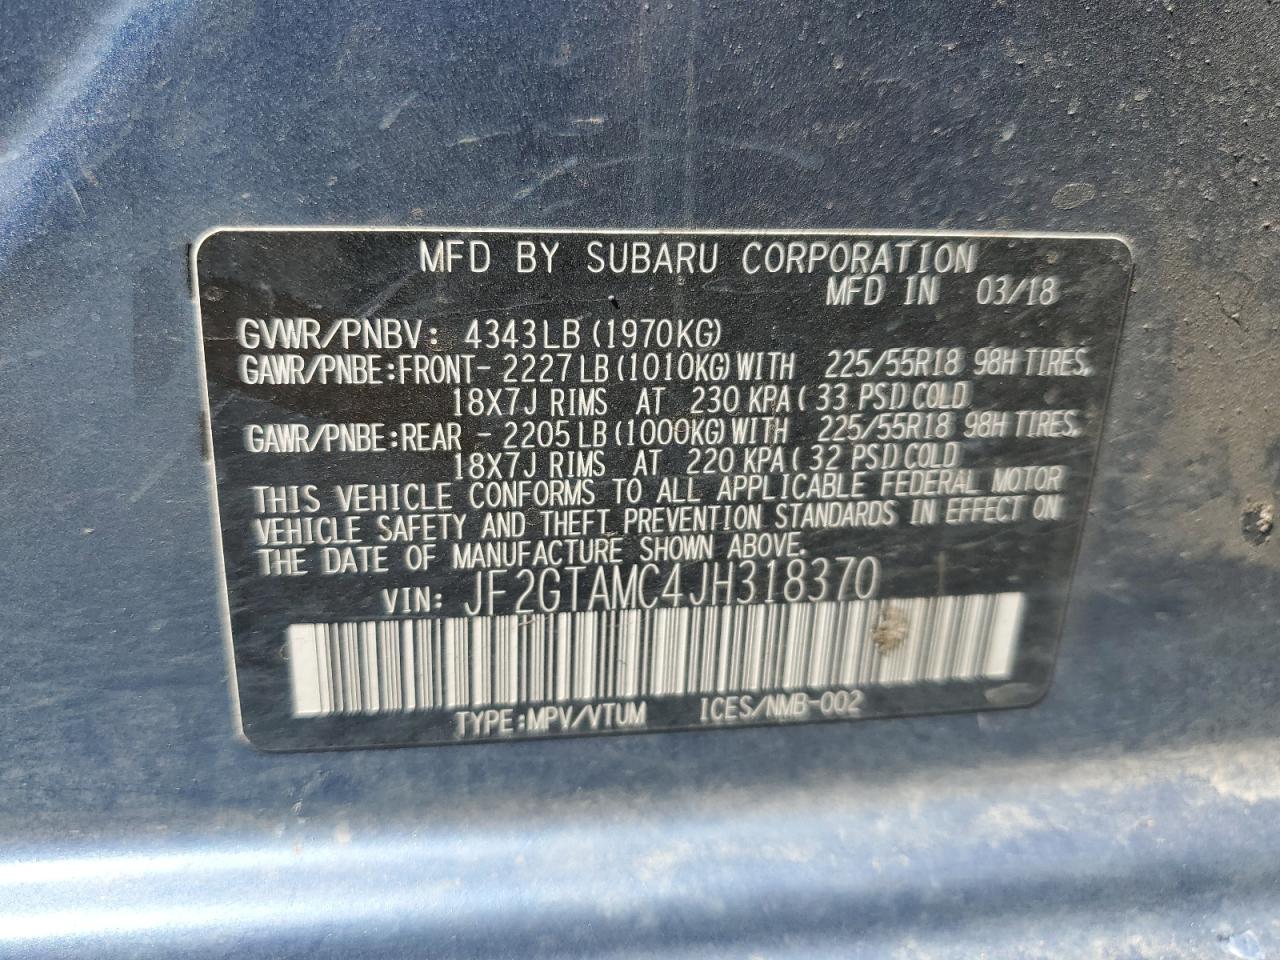 MFD BY SUBARU CORPORATION
MFD IN 03/18
GVWR/PNBV: 4343LB (1970KG)
GAWR/PNBE:FRONT- 2227 LB (1010KG) WITH 225/55R18 98H TIRES,
18X7J RIMS AT 230 KPA ( 33 PSI) COLD
GAWR/PNBE:REAR - 2205 LB (1000KG) WITH 225/55R18 98H TIRES,
18X7J RIMS AT 220 KPA ( 32 PSI) COLD
THIS VEHICLE CONFORMS TO ALL APPLICABLE FEDERAL MOTOR
VEHICLE SAFETY AND THEFT PREVENTION STANDARDS IN EFFECT ON
THE DATE OF MANUFACTURE SHOWN ABOVE.
VIN: JF2GTAMC4JH318370
TYPE:MPV/VTUM ICES/NMB-002